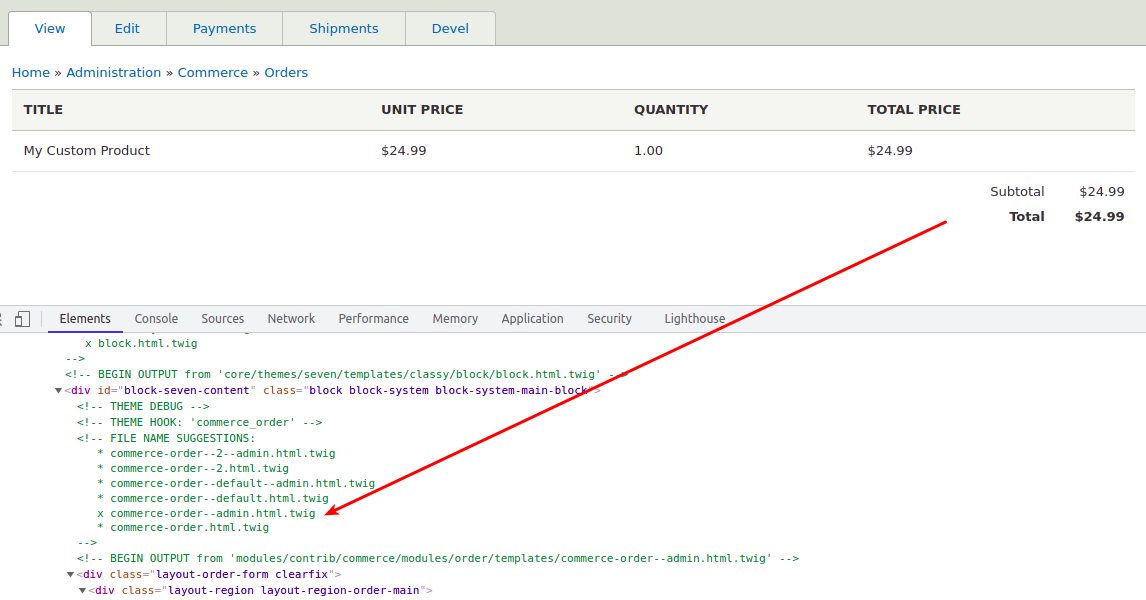 View Edit Payments Shipments Devel
Home » Administration » Commerce » Orders
TITLE UNIT PRICE QUANTITY TOTAL PRICE
My Custom Product $24.99 1.00 $24.99
Subtotal $24.99
Total $24.99
Elements Console Sources Network Performance Memory Application Security Lighthouse
x block.html.twig
-->
<!-- BEGIN OUTPUT from 'core/themes/seven/templates/classy/block/block.html.twig' -->
▼<div id="block-seven-content" class="block block-system block-system-main-block">
<!-- THEME DEBUG -->
<!-- THEME HOOK: 'commerce_order' -->
<!-- FILE NAME SUGGESTIONS:
* commerce-order--2--admin.html.twig
* commerce-order--2.html.twig
* commerce-order--default--admin.html.twig
* commerce-order--default.html.twig
x commerce-order--admin.html.twig
* commerce-order.html.twig
-->
<!-- BEGIN OUTPUT from 'modules/contrib/commerce/modules/order/templates/commerce-order--admin.html.twig' -->
▼<div class="layout-order-form clearfix">
▼<div class="layout-region layout-region-order-main">